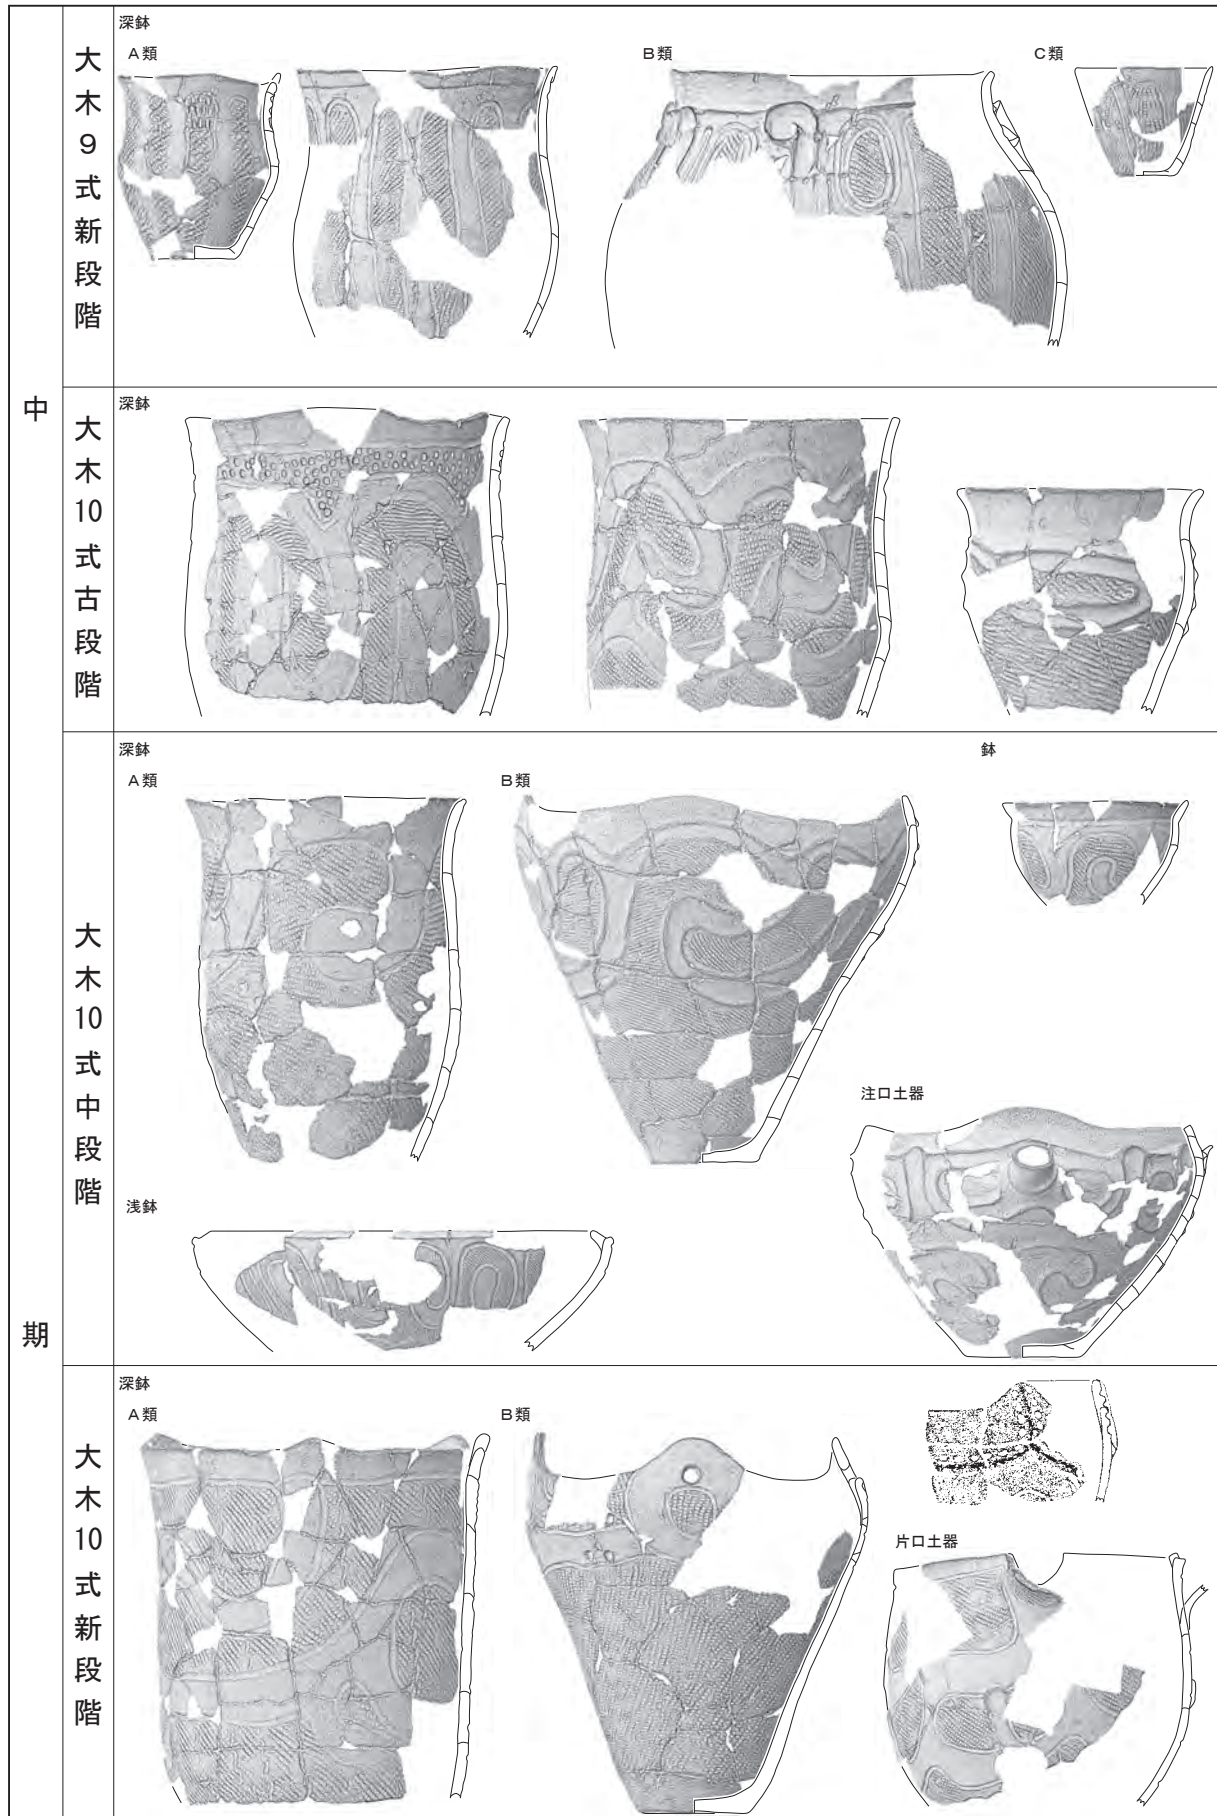 中期
大木９式新段階
深鉢
A類
B類
C類
大木10式古段階
深鉢
大木10式中段階
深鉢
A類
B類
鉢
注口土器
浅鉢
大木10式新段階
深鉢
A類
B類
片口土器